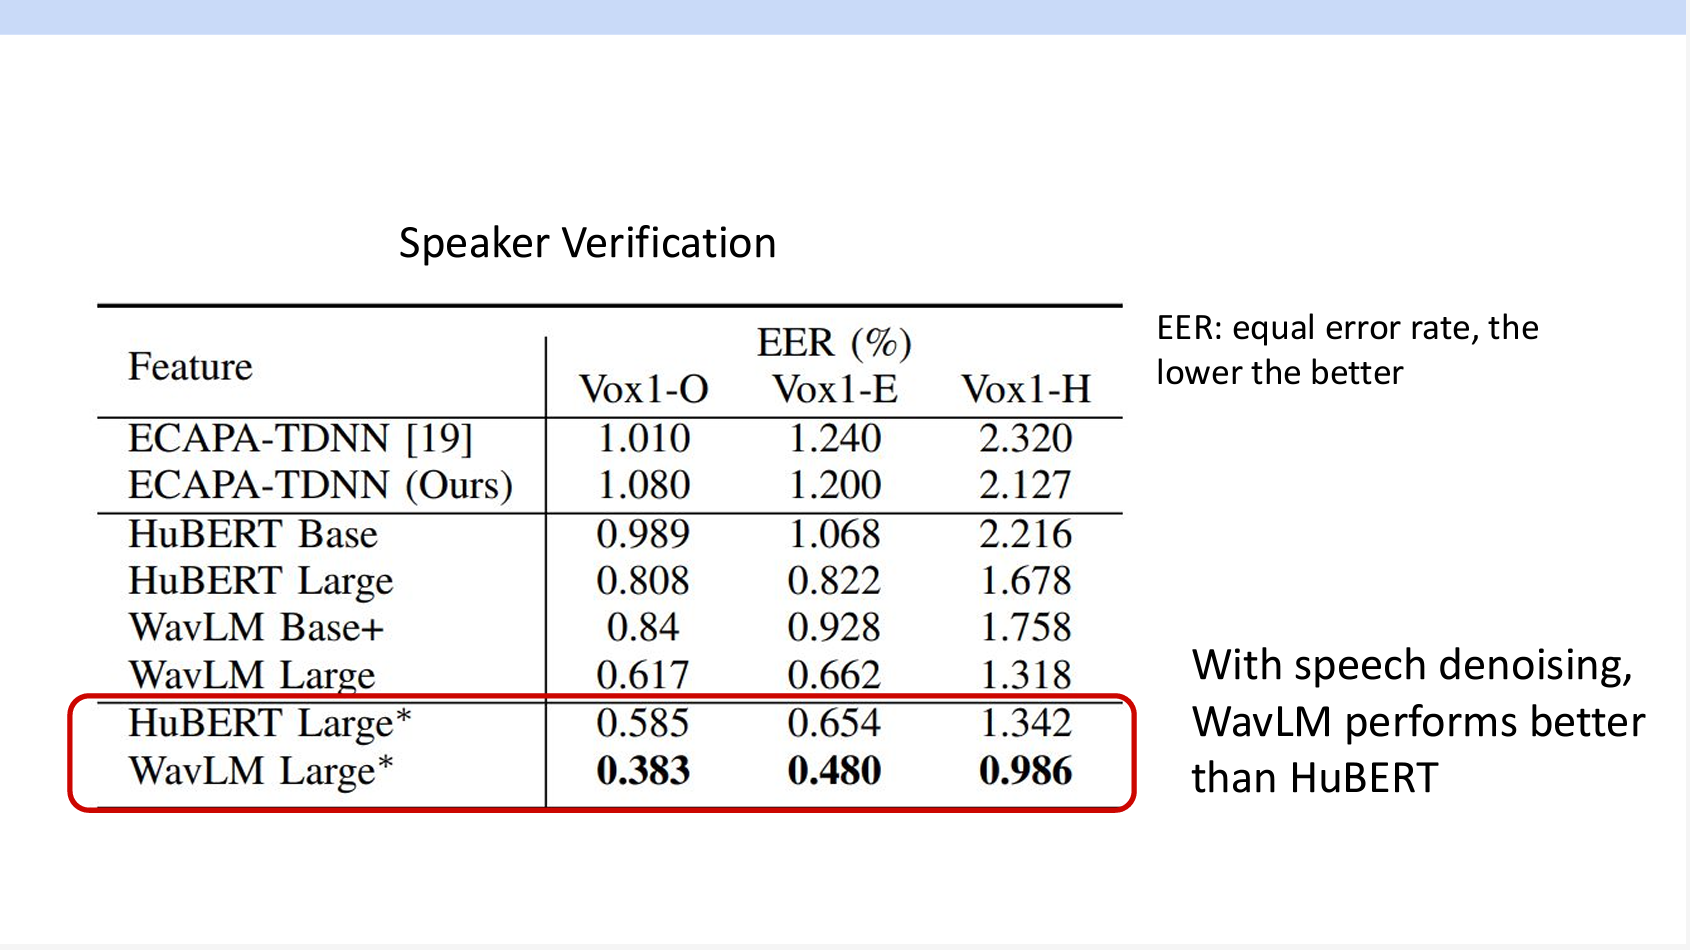 Speaker Verification
EER (%)
Feature
Vox1-O Vox1-E Vox1-H
ECAPA-TDNN [19] 1.010 1.240 2.320
ECAPA-TDNN (Ours) 1.080 1.200 2.127
HuBERT Base 0.989 1.068 2.216
HuBERT Large 0.808 0.822 1.678
WavLM Base+ 0.84 0.928 1.758
WavLM Large 0.617 0.662 1.318
HuBERT Large* 0.585 0.654 1.342
WavLM Large* 0.383 0.480 0.986
EER: equal error rate, the
lower the better
With speech denoising,
WavLM performs better
than HuBERT